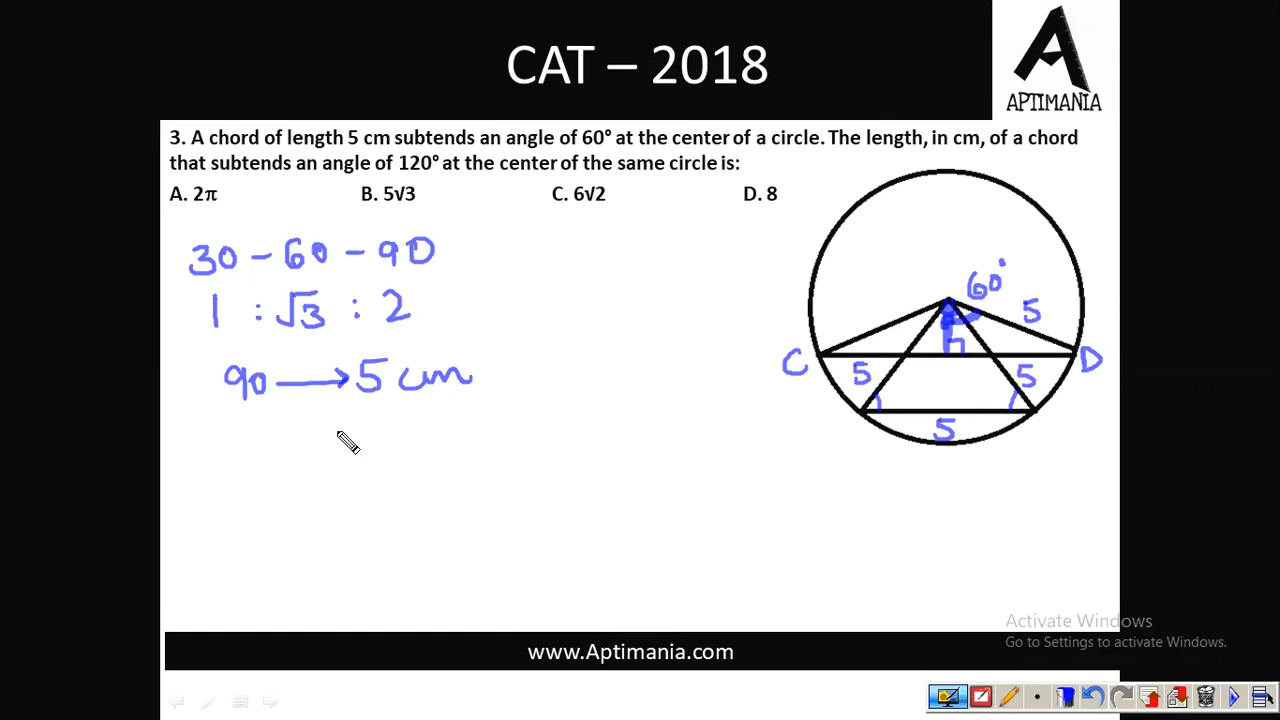 CAT – 2018
APTIMANIA
3. A chord of length 5 cm subtends an angle of 60° at the center of a circle. The length, in cm, of a chord
that subtends an angle of 120° at the center of the same circle is:
A. 2π B. 5√3 C. 6√2 D. 8
30 - 60 - 90
1 : √3 : 2
90 → 5 cm
60°
5
C
D
5
5
5
Activate Windows
Go to Settings to activate Windows.
www.Aptimania.com